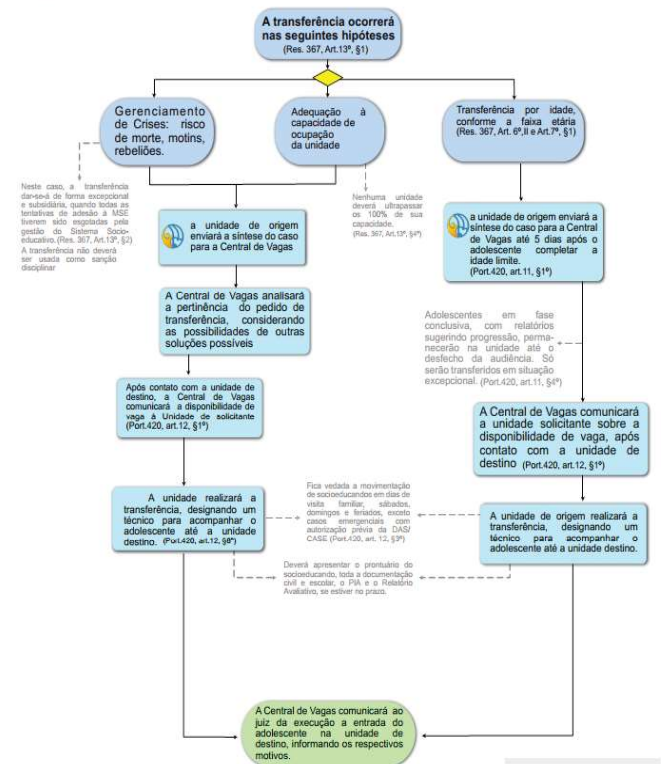 A transferência ocorrerá
nas seguintes hipóteses
(Res. 367, Art.13º, §1)
Gerenciamento
de Crises: risco
de morte, motins,
rebeliões.
Adequação à
capacidade de
ocupação
da unidade
Transferência por idade,
conforme a faixa etária
(Res. 367, Art. 6º,II e Art.7º, §1)
Neste caso, a transferência
dar-se-á de forma excepcional
e subsidiária, quando todas as
tentativas de adesão à MSE
tiverem sido esgotadas pela
gestão do Sistema Socio-
educativo.(Res. 367, Art.13º, §2)
A transferência não deverá
ser usada como sanção
disciplinar
Nenhuma unidade
deverá ultrapassar
os 100% de sua
capacidade.
(Res. 367, Art.13º, §4º)
a unidade de origem
enviará a síntese do caso
para a Central de Vagas
a unidade de origem enviará a
síntese do caso para a Central
de Vagas até 5 dias após o
adolescente completar a
idade limite.
(Port.420, art.11, §1º)
A Central de Vagas analisará
a pertinência do pedido de
transferência, considerando
as possibilidades de outras
soluções possíveis
Adolescentes em fase
conclusiva, com relatórios
sugerindo progressão, perma-
necerão na unidade até o
desfecho da audiência. Só
serão transferidos em situação
excepcional. (Port.420, art.11, §4º)
Após contato com a unidade de
destino, a Central de Vagas
comunicará a disponibilidade de
vaga à Unidade de solicitante
(Port.420, art.12, §1º)
A Central de Vagas comunicará
a unidade solicitante sobre a
disponibilidade de vaga, após
contato com a unidade de
destino (Port.420, art.12, §1º)
A unidade realizará a
transferência, designando um
técnico para acompanhar o
adolescente até a unidade
destino. (Port.420, art.12, §8º)
Fica vedada a movimentação
de socioeducandos em dias de
visita familiar, sábados,
domingos e feriados, exceto
casos emergenciais com
autorização prévia da DAS/
CASE (Port.420, art. 12, §3º)
A unidade de origem realizará a
transferência, designando um
técnico para acompanhar o
adolescente até a unidade destino.
Deverá apresentar o prontuário do
socioeducando, toda a documentação
civil e escolar, o PIA e o Relatório
Avaliativo, se estiver no prazo.
A Central de Vagas comunicará ao
juiz da execução a entrada do
adolescente na unidade de
destino, informando os respectivos
motivos.